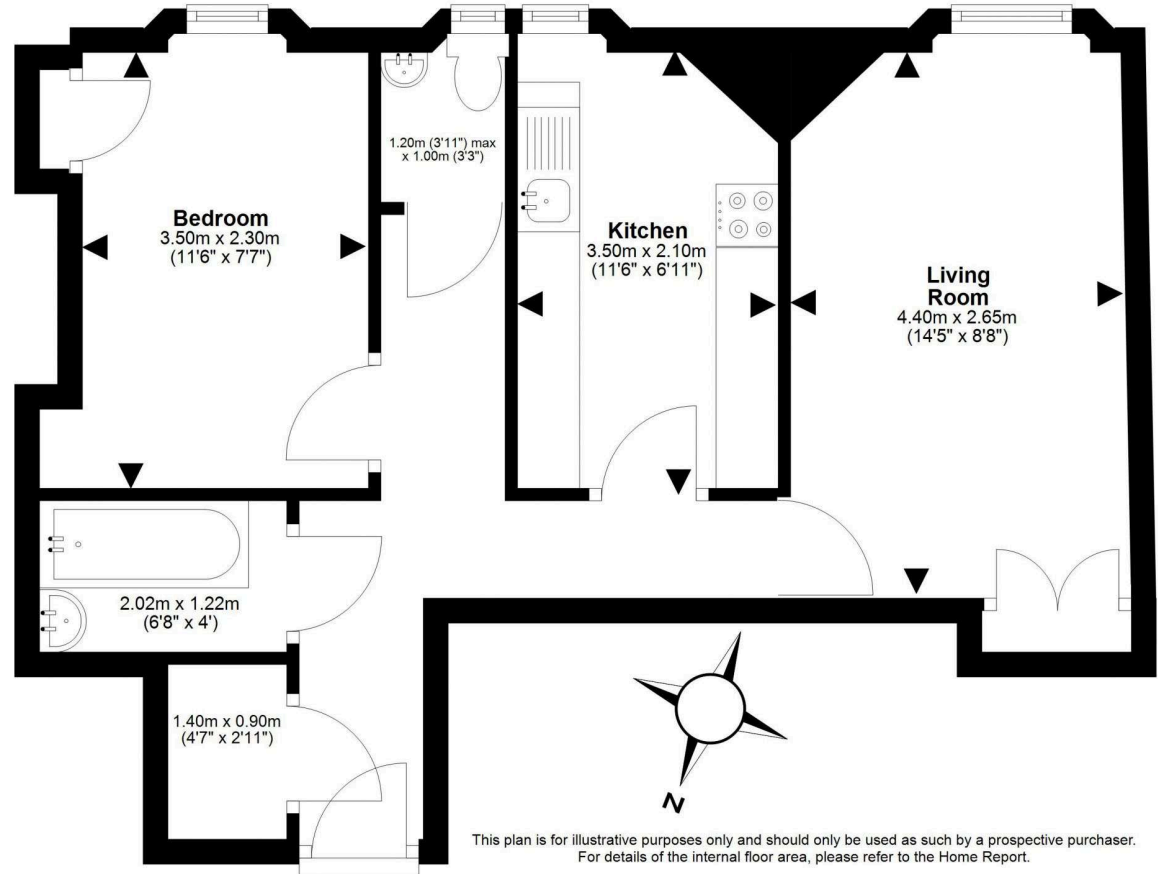 1.20m (3'11") max
x 1.00m (3'3")
Bedroom
3.50m x 2.30m
(11'6" x 7'7")
Kitchen
3.50m x 2.10m
(11'6" x 6'11")
Living
Room
4.40m x 2.65m
(14'5" x 8'8")
2.02m x 1.22m
(6'8" x 4')
1.40m x 0.90m
(4'7" x 2'11")
N
This plan is for illustrative purposes only and should only be used as such by a prospective purchaser.
For details of the internal floor area, please refer to the Home Report.